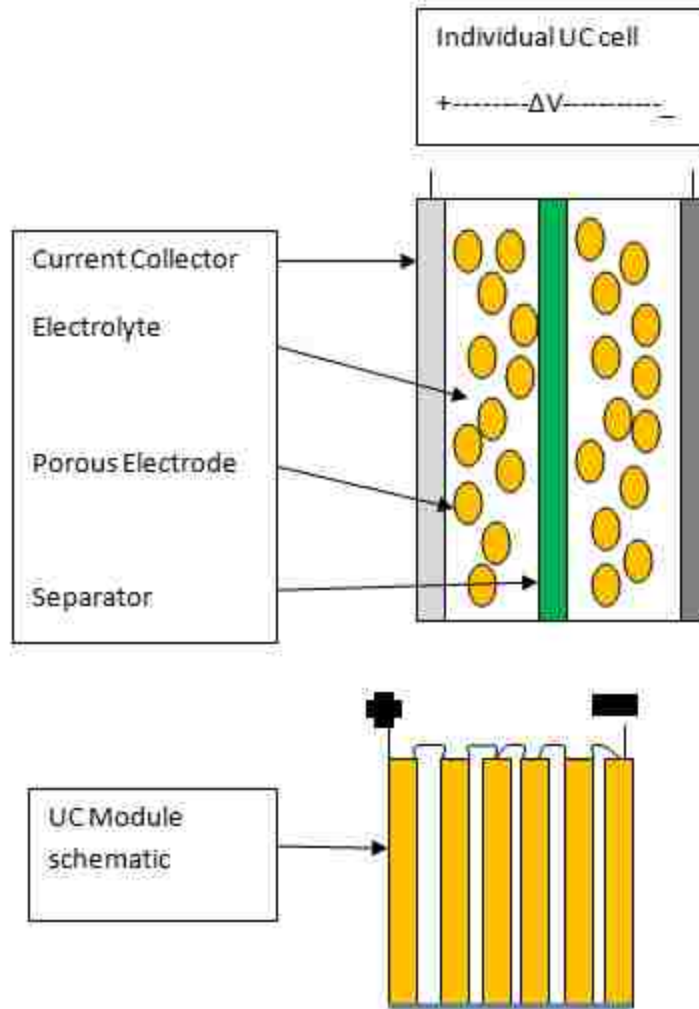 Individual UC cell
+--------ΔV-----------_
Current Collector
Electrolyte
Porous Electrode
Separator
UC Module
schematic